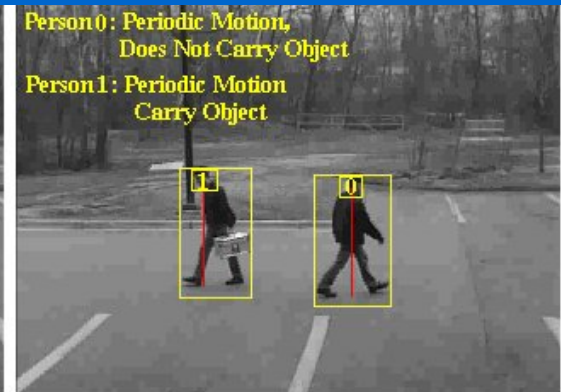 Person0: Periodic Motion,
Does Not Carry Object
Person1: Periodic Motion
Carry Object
1
0